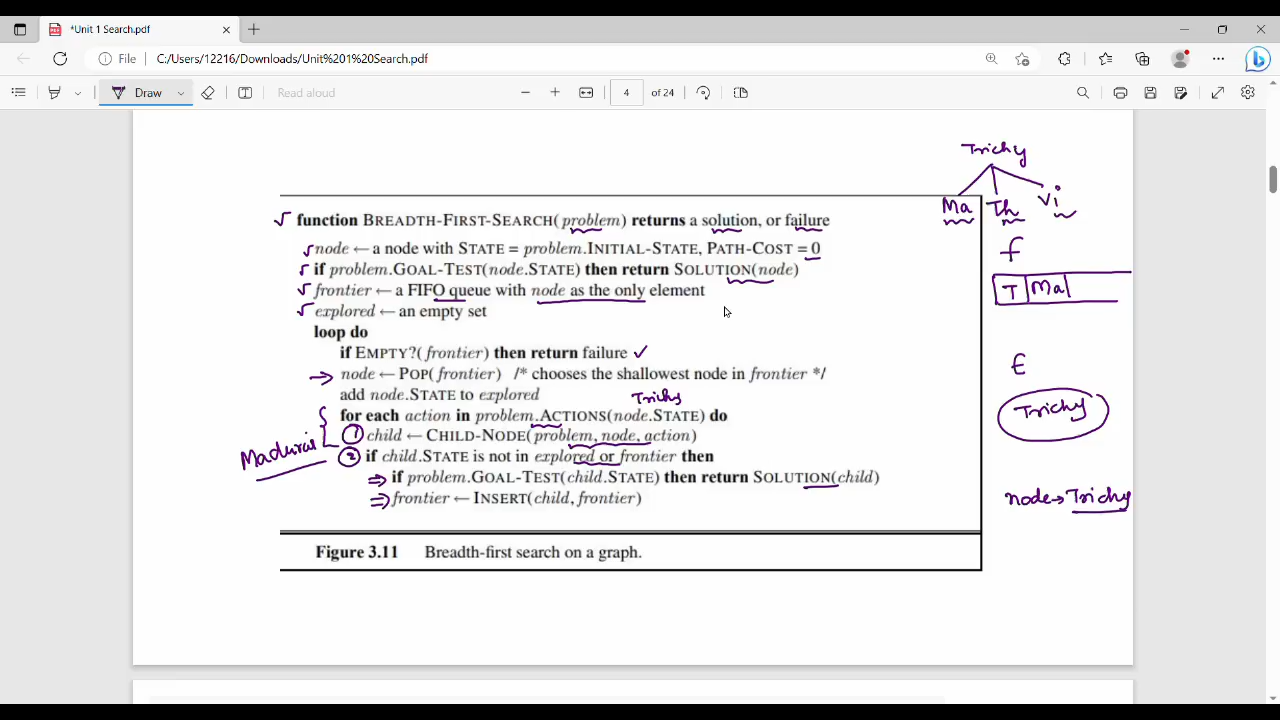 *Unit 1 Search.pdf
File C:/Users/12216/Downloads/Unit%201%20Search.pdf
Draw Read aloud 4 of 24
Trichy
Ma Th Vi
function BREADTH-FIRST-SEARCH(problem) returns a solution, or failure
node ← a node with STATE = problem.INITIAL-STATE, PATH-COST = 0
f
if problem.GOAL-TEST(node.STATE) then return SOLUTION(node)
frontier ← a FIFO queue with node as the only element
T Ma
explored ← an empty set
loop do
if EMPTY?(frontier) then return failure
E
node ← POP(frontier) /* chooses the shallowest node in frontier */
add node.STATE to explored
Trichy
Trichy
for each action in problem.ACTIONS(node.STATE) do
1 child ← CHILD-NODE(problem, node, action)
Madurai
2 if child.STATE is not in explored or frontier then
if problem.GOAL-TEST(child.STATE) then return SOLUTION(child)
frontier ← INSERT(child, frontier)
node → Trichy
Figure 3.11 Breadth-first search on a graph.